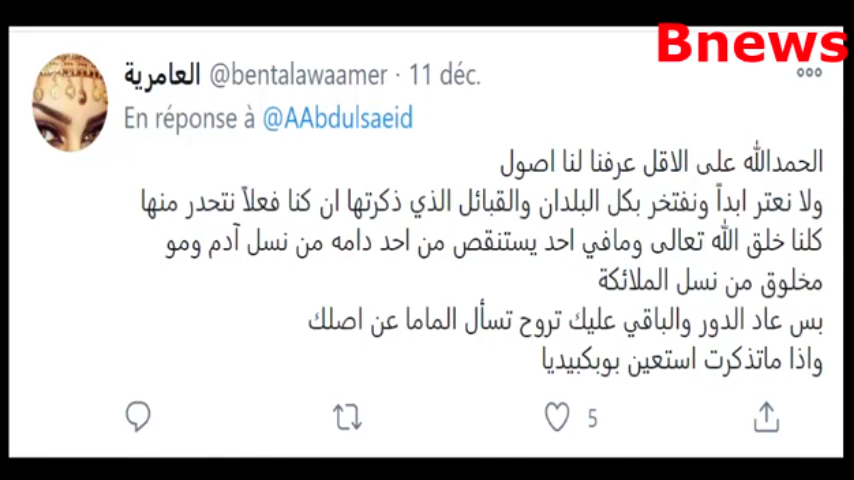 Bnews
العامرية @bentalawaamer · 11 déc.
En réponse à @AAbdulsaeid
الحمدالله على الاقل عرفنا لنا اصول
ولا نعتر ابداً ونفتخر بكل البلدان والقبائل الذي ذكرتها ان كنا فعلاً نتحدر منها
كلنا خلق الله تعالى ومافي احد يستنقص من احد دامه من نسل آدم ومو
مخلوق من نسل الملائكة
بس عاد الدور والباقي عليك تروح تسأل الماما عن اصلك
واذا ماتذكرت استعين بوبكبيديا
5